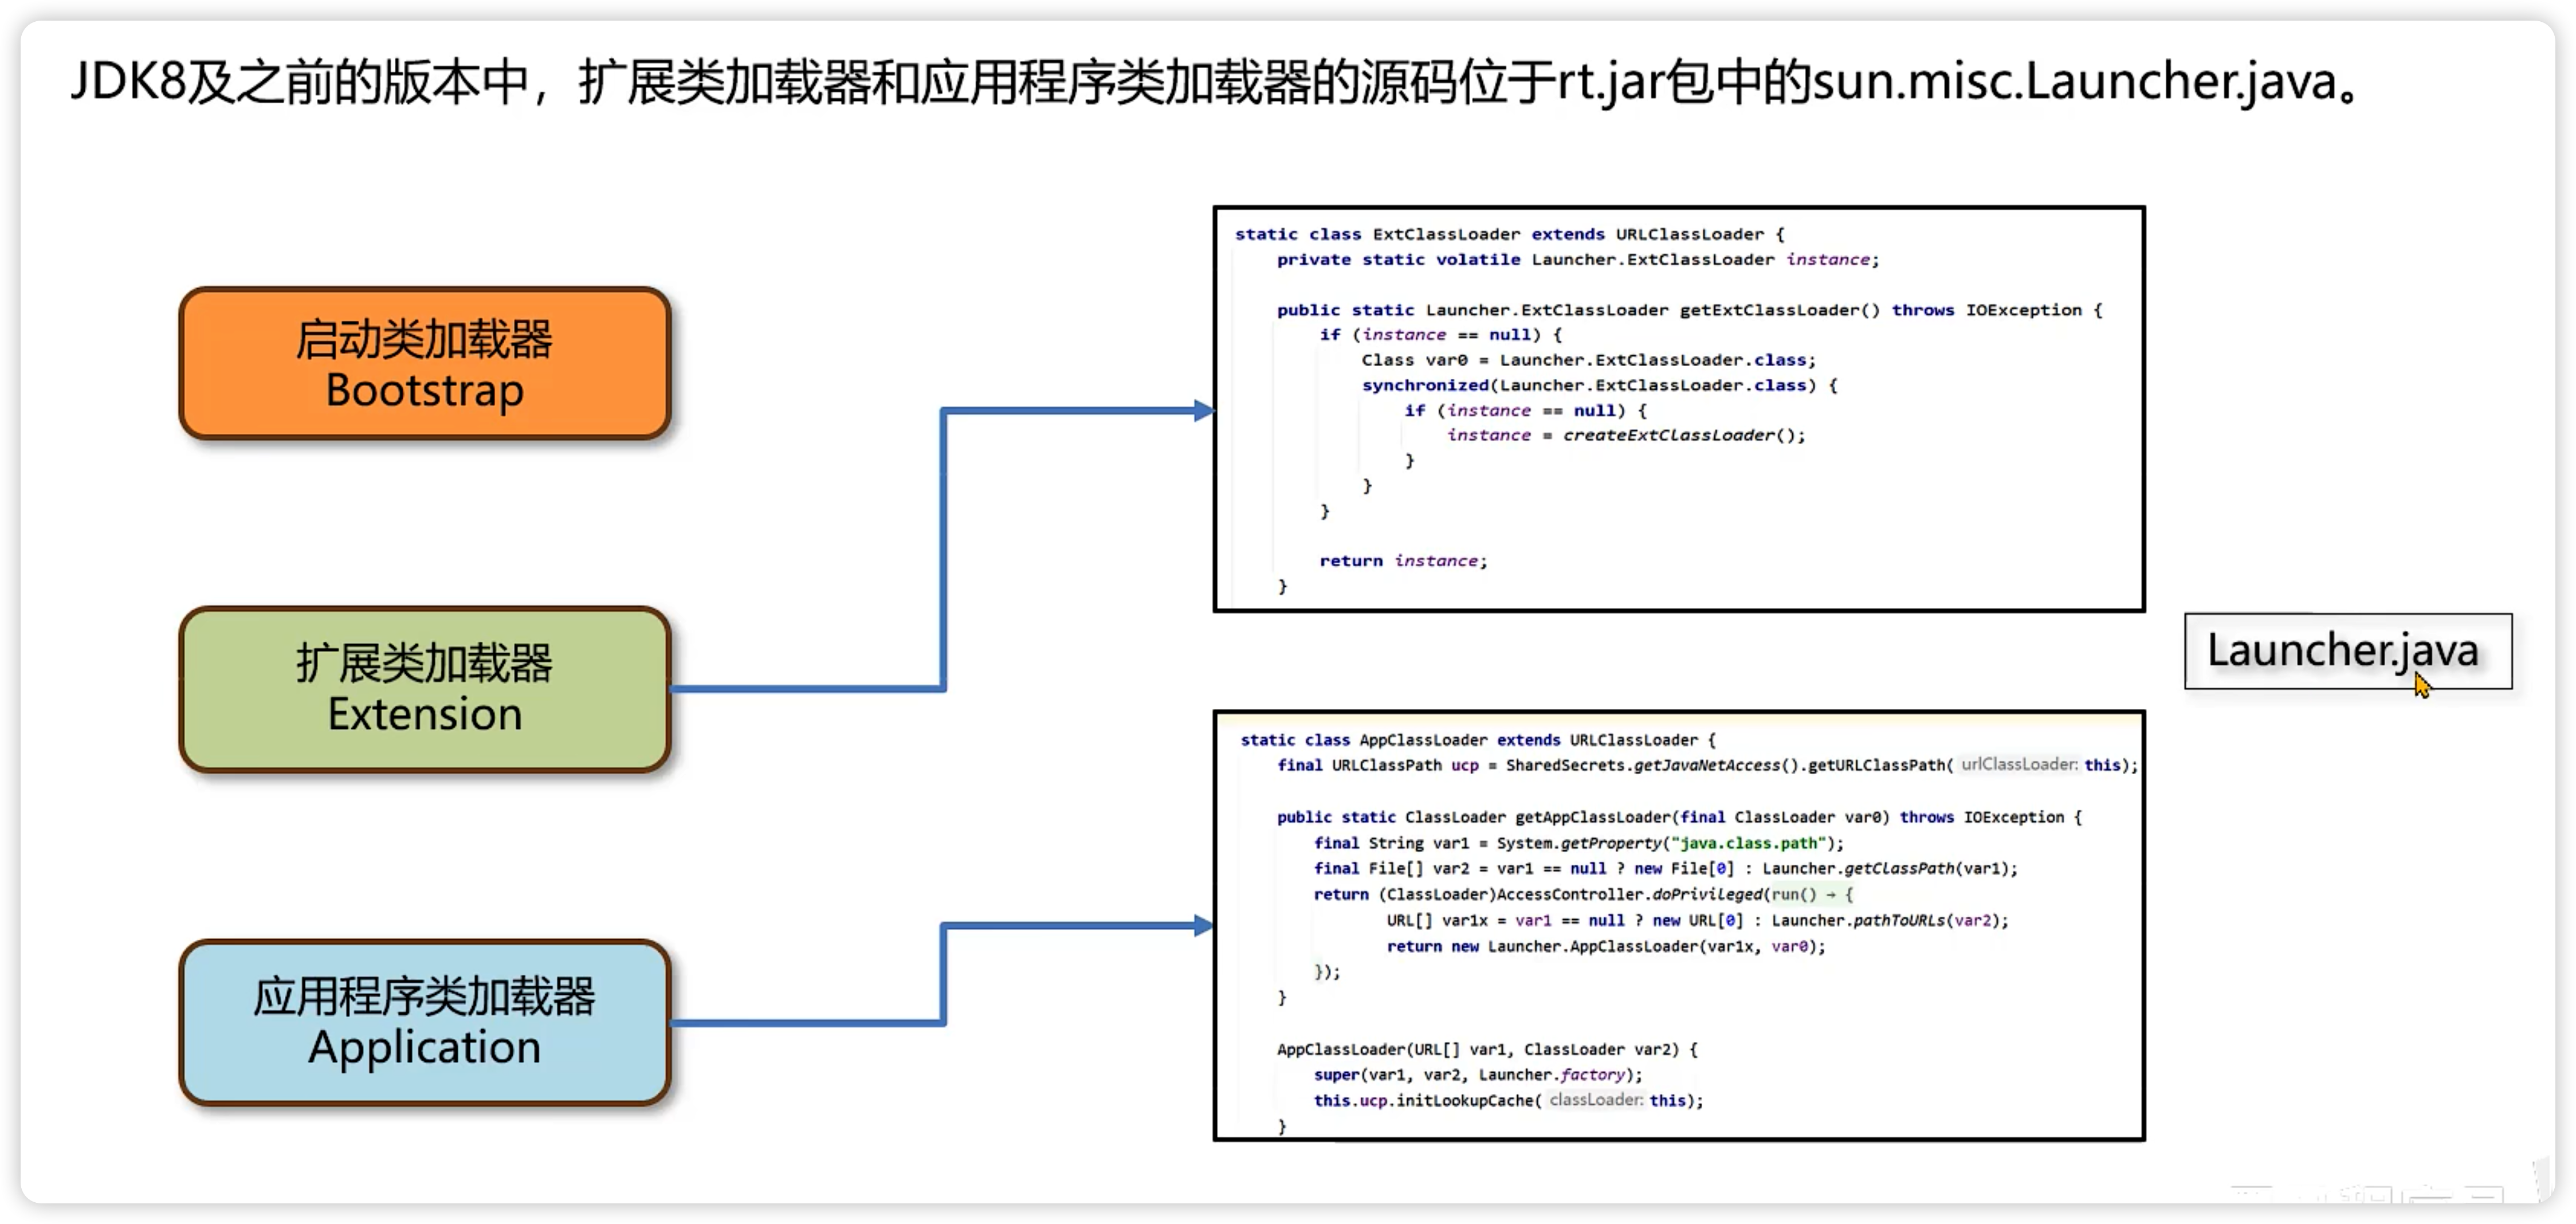 JDK8及之前的版本中，扩展类加载器和应用程序类加载器的源码位于rt.jar包中的sun.misc.Launcher.java。
启动类加载器
Bootstrap
扩展类加载器
Extension
应用程序类加载器
Application
static class ExtClassLoader extends URLClassLoader {
private static volatile Launcher.ExtClassLoader instance;
public static Launcher.ExtClassLoader getExtClassLoader() throws IOException {
if (instance == null) {
Class var0 = Launcher.ExtClassLoader.class;
synchronized(Launcher.ExtClassLoader.class) {
if (instance == null) {
instance = createExtClassLoader();
}
}
}
return instance;
}
static class AppClassLoader extends URLClassLoader {
final URLClassPath ucp = SharedSecrets.getJavaNetAccess().getURLClassPath( urlClassLoader: this);
public static ClassLoader getAppClassLoader(final ClassLoader var0) throws IOException {
final String var1 = System.getProperty("java.class.path");
final File[] var2 = var1 == null ? new File[0] : Launcher.getClassPath(var1);
return (ClassLoader)AccessController.doPrivileged(run() → {
URL[] var1x = var1 == null ? new URL[0] : Launcher.pathToURLs(var2);
return new Launcher.AppClassLoader(var1x, var0);
});
}
AppClassLoader(URL[] var1, ClassLoader var2) {
super(var1, var2, Launcher.factory);
this.ucp.initLookupCache( classLoader: this);
}
Launcher.java